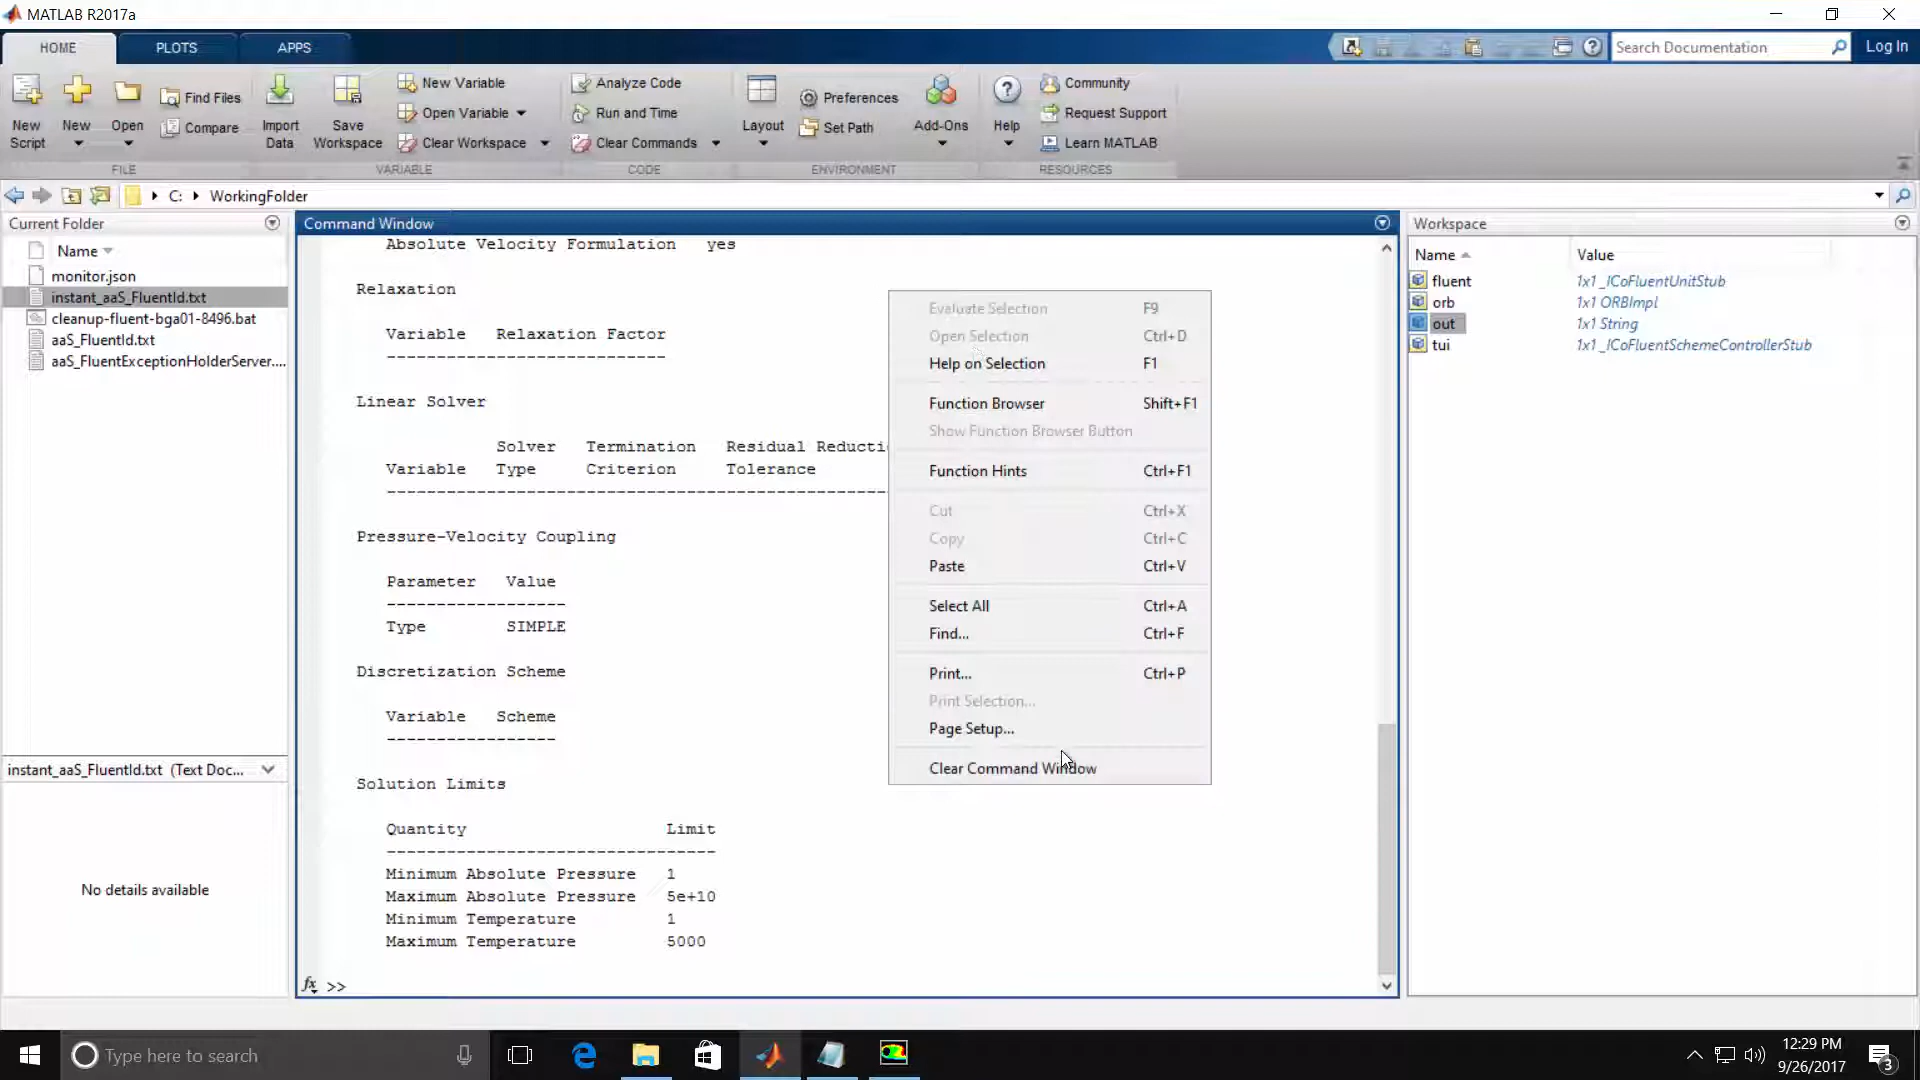 MATLAB R2017a
HOME
PLOTS
APPS
Search Documentation
Log In
New Script
New
Open
Find Files
Compare
Import Data
Save Workspace
New Variable
Open Variable
Clear Workspace
Analyze Code
Run and Time
Clear Commands
Layout
Preferences
Set Path
Add-Ons
Help
Community
Request Support
Learn MATLAB
FILE
VARIABLE
CODE
ENVIRONMENT
RESOURCES
C:
WorkingFolder
Current Folder
Name
monitor.json
instant_aaS_FluentId.txt
cleanup-fluent-bga01-8496.bat
aaS_FluentId.txt
aaS_FluentExceptionHolderServer....
instant_aaS_FluentId.txt (Text Doc...
No details available
Command Window
Absolute Velocity Formulation yes
Relaxation
Variable Relaxation Factor
-----------------------------
Linear Solver
Solver Termination Residual Reducti
Variable Type Criterion Tolerance
--------------------------------------------------
Pressure-Velocity Coupling
Parameter Value
------------------
Type SIMPLE
Discretization Scheme
Variable Scheme
-----------------
Solution Limits
Quantity Limit
---------------------------------
Minimum Absolute Pressure 1
Maximum Absolute Pressure 5e+10
Minimum Temperature 1
Maximum Temperature 5000
fx >>
Evaluate Selection F9
Open Selection Ctrl+D
Help on Selection F1
Function Browser Shift+F1
Show Function Browser Button
Function Hints Ctrl+F1
Cut Ctrl+X
Copy Ctrl+C
Paste Ctrl+V
Select All Ctrl+A
Find... Ctrl+F
Print... Ctrl+P
Print Selection...
Page Setup...
Clear Command Window
Workspace
Name Value
fluent 1x1 _ICoFluentUnitStub
orb 1x1 ORBImpl
out 1x1 String
tui 1x1 _ICoFluentSchemeControllerStub
Type here to search
12:29 PM
9/26/2017
3